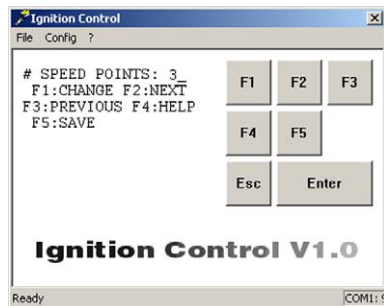 Ignition Control
File Config ?
# SPEED POINTS: 3_
F1:CHANGE F2:NEXT
F3:PREVIOUS F4:HELP
F5:SAVE
F1 F2 F3
F4 F5
Esc Enter
Ignition Control V1.0
Ready COM1: